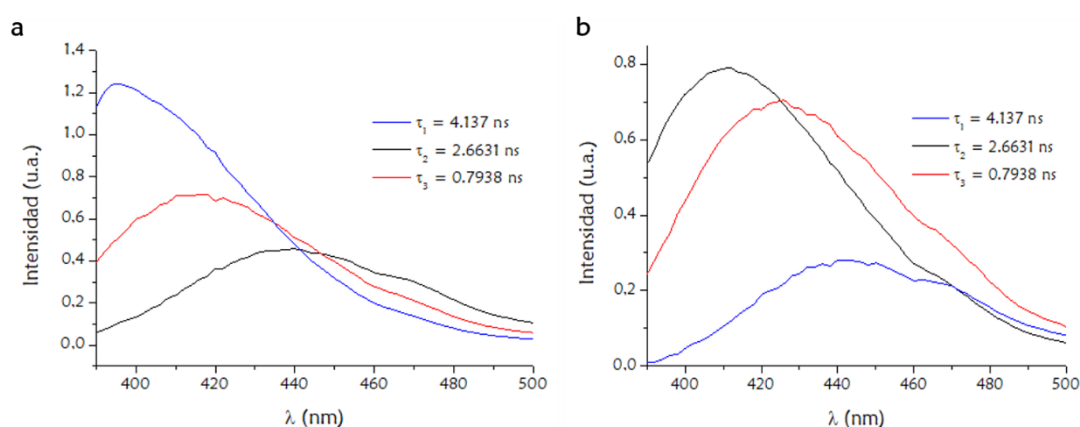 a
1.4
1.2
1.0
0.8
0.6
0.4
0.2
0.0
Intensidad (u.a.)
400
420
440
460
480
500
λ (nm)
τ1 = 4.137 ns
τ2 = 2.6631 ns
τ3 = 0.7938 ns
b
0.8
0.6
0.4
0.2
0.0
Intensidad (u.a.)
400
420
440
460
480
500
λ (nm)
τ1 = 4.137 ns
τ2 = 2.6631 ns
τ3 = 0.7938 ns